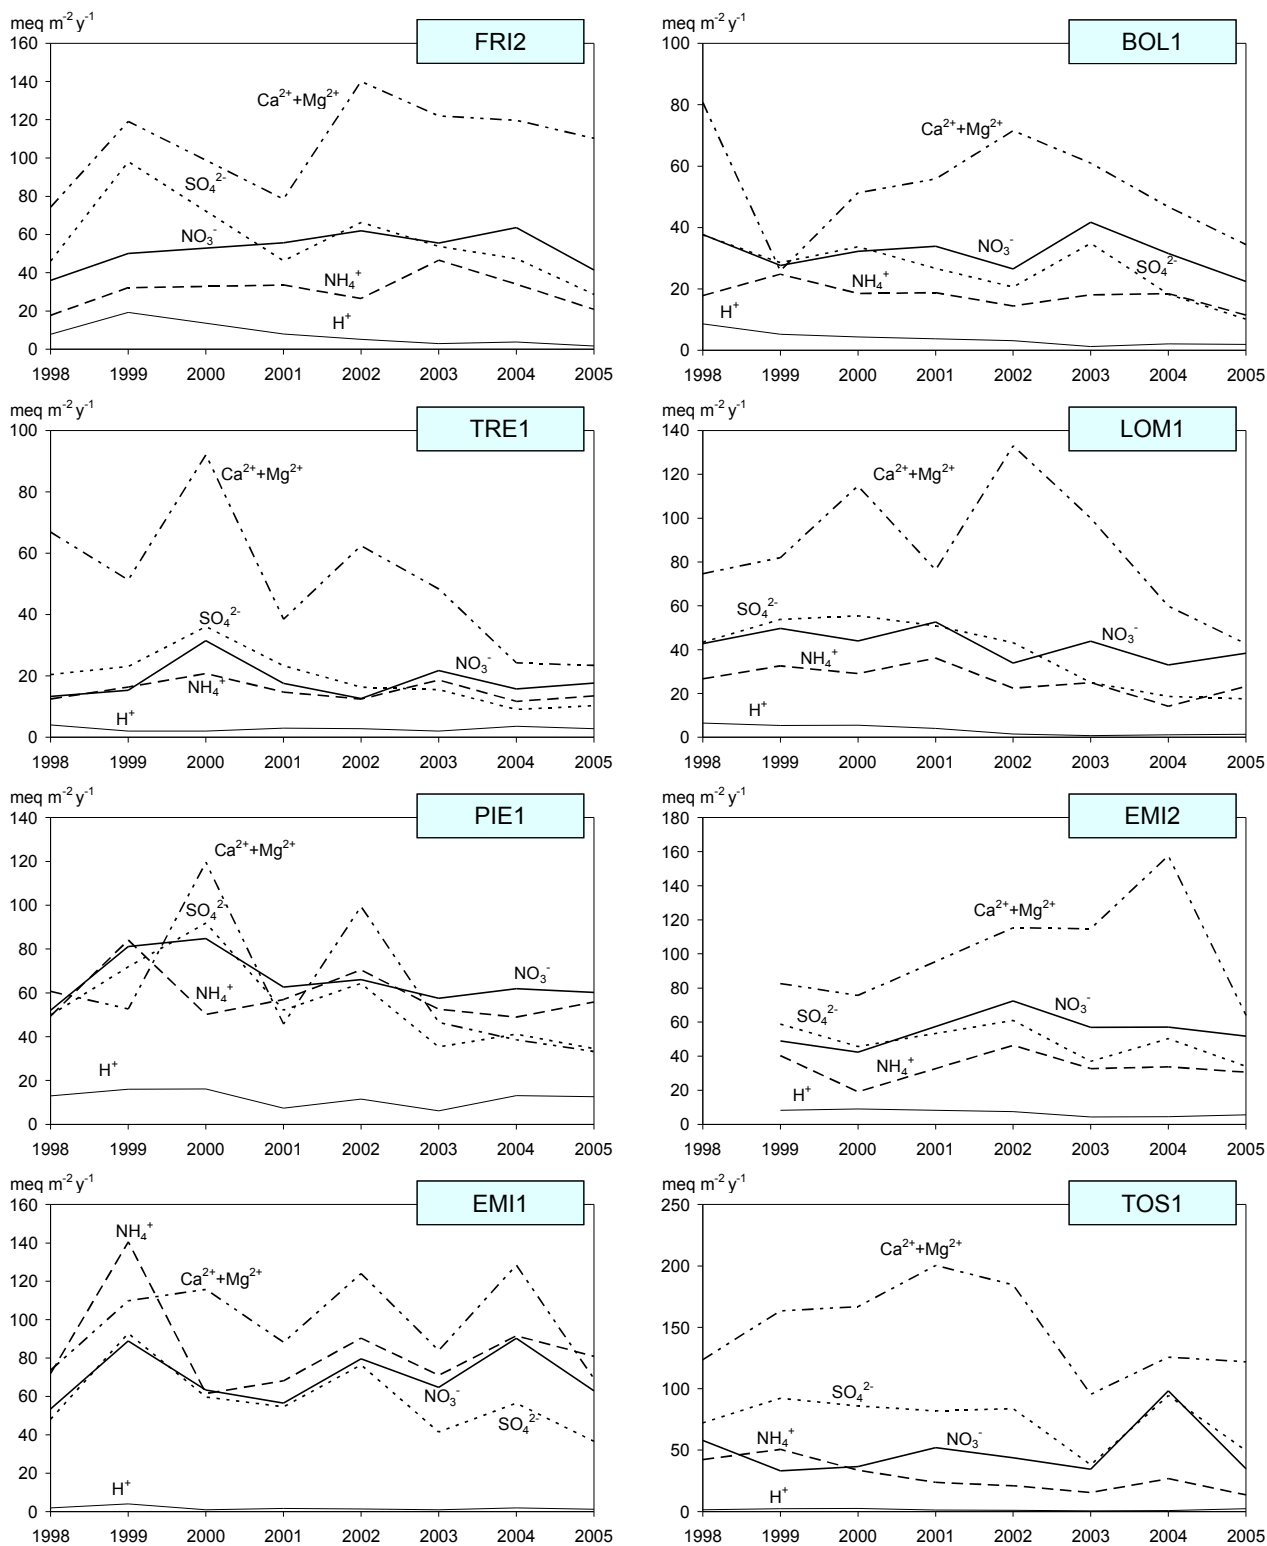 meq m⁻² y⁻¹
FRI2
160
140
120
100
80
60
40
20
0
Ca²⁺+Mg²⁺
SO₄²⁻
NO₃⁻
NH₄⁺
H⁺
1998 1999 2000 2001 2002 2003 2004 2005
meq m⁻² y⁻¹
BOL1
100
80
60
40
20
0
Ca²⁺+Mg²⁺
NO₃⁻
SO₄²⁻
NH₄⁺
H⁺
1998 1999 2000 2001 2002 2003 2004 2005
meq m⁻² y⁻¹
TRE1
100
80
60
40
20
0
Ca²⁺+Mg²⁺
SO₄²⁻
NO₃⁻
NH₄⁺
H⁺
1998 1999 2000 2001 2002 2003 2004 2005
meq m⁻² y⁻¹
LOM1
140
120
100
80
60
40
20
0
Ca²⁺+Mg²⁺
SO₄²⁻
NO₃⁻
NH₄⁺
H⁺
1998 1999 2000 2001 2002 2003 2004 2005
meq m⁻² y⁻¹
PIE1
140
120
100
80
60
40
20
0
Ca²⁺+Mg²⁺
SO₄²⁻
NO₃⁻
NH₄⁺
H⁺
1998 1999 2000 2001 2002 2003 2004 2005
meq m⁻² y⁻¹
EMI2
180
160
140
120
100
80
60
40
20
0
Ca²⁺+Mg²⁺
NO₃⁻
SO₄²⁻
NH₄⁺
H⁺
1998 1999 2000 2001 2002 2003 2004 2005
meq m⁻² y⁻¹
EMI1
160
140
120
100
80
60
40
20
0
NH₄⁺
Ca²⁺+Mg²⁺
NO₃⁻
SO₄²⁻
H⁺
1998 1999 2000 2001 2002 2003 2004 2005
meq m⁻² y⁻¹
TOS1
250
200
150
100
50
0
Ca²⁺+Mg²⁺
SO₄²⁻
NH₄⁺
NO₃⁻
H⁺
1998 1999 2000 2001 2002 2003 2004 2005